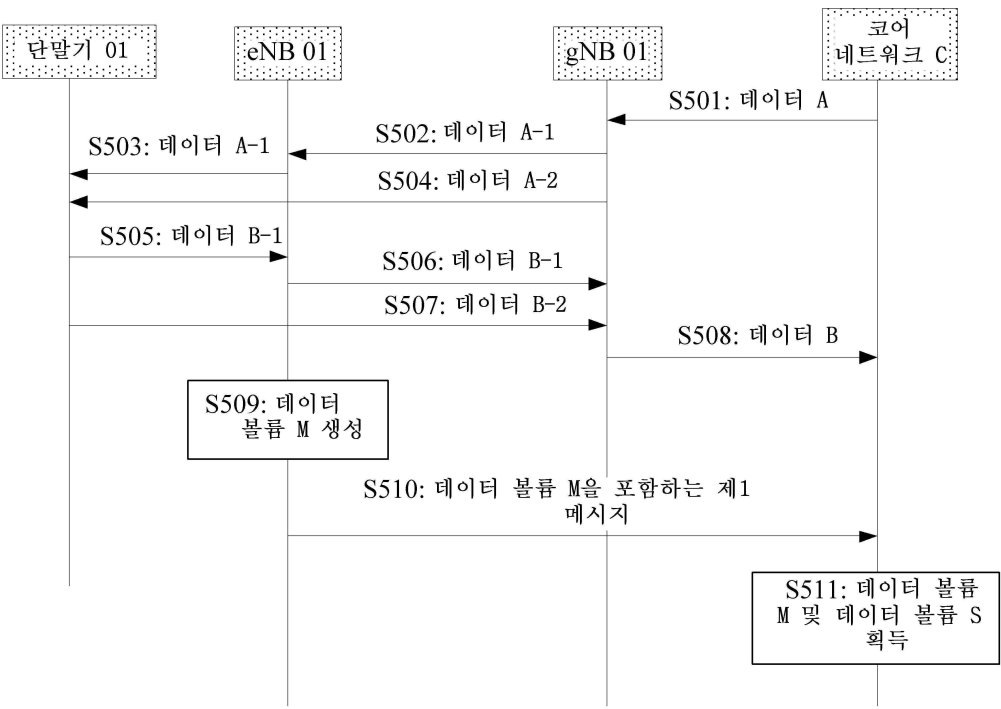 단말기 01
eNB 01
gNB 01
코어
네트워크 C
S501: 데이터 A
S502: 데이터 A-1
S503: 데이터 A-1
S504: 데이터 A-2
S505: 데이터 B-1
S506: 데이터 B-1
S507: 데이터 B-2
S508: 데이터 B
S509: 데이터
볼륨 M 생성
S510: 데이터 볼륨 M을 포함하는 제1
메시지
S511: 데이터 볼륨
M 및 데이터 볼륨 S
획득